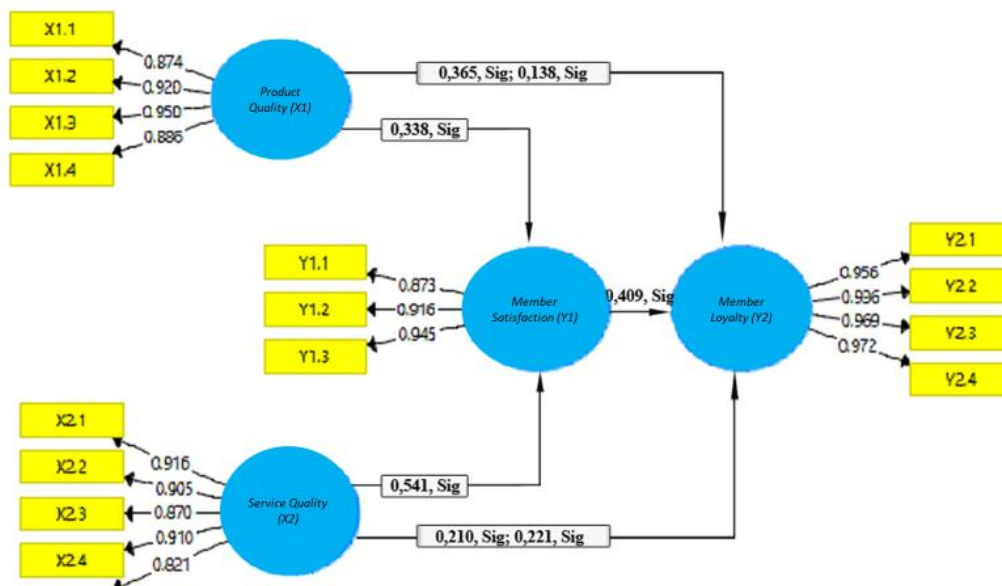 X1.1
X1.2
X1.3
X1.4
0.874
0.920
0.950
0.886
Product
Quality (X1)
0,365, Sig; 0,138, Sig
0,338, Sig
Y1.1
Y1.2
Y1.3
0.873
0.916
0.945
Member
Satisfaction (Y1)
0,409, Sig
Member
Loyalty (Y2)
0.956
0.936
0.969
0.972
Y2.1
Y2.2
Y2.3
Y2.4
X2.1
X2.2
X2.3
X2.4
0.916
0.905
0.870
0.910
0.821
Service Quality
(X2)
0,541, Sig
0,210, Sig; 0,221, Sig